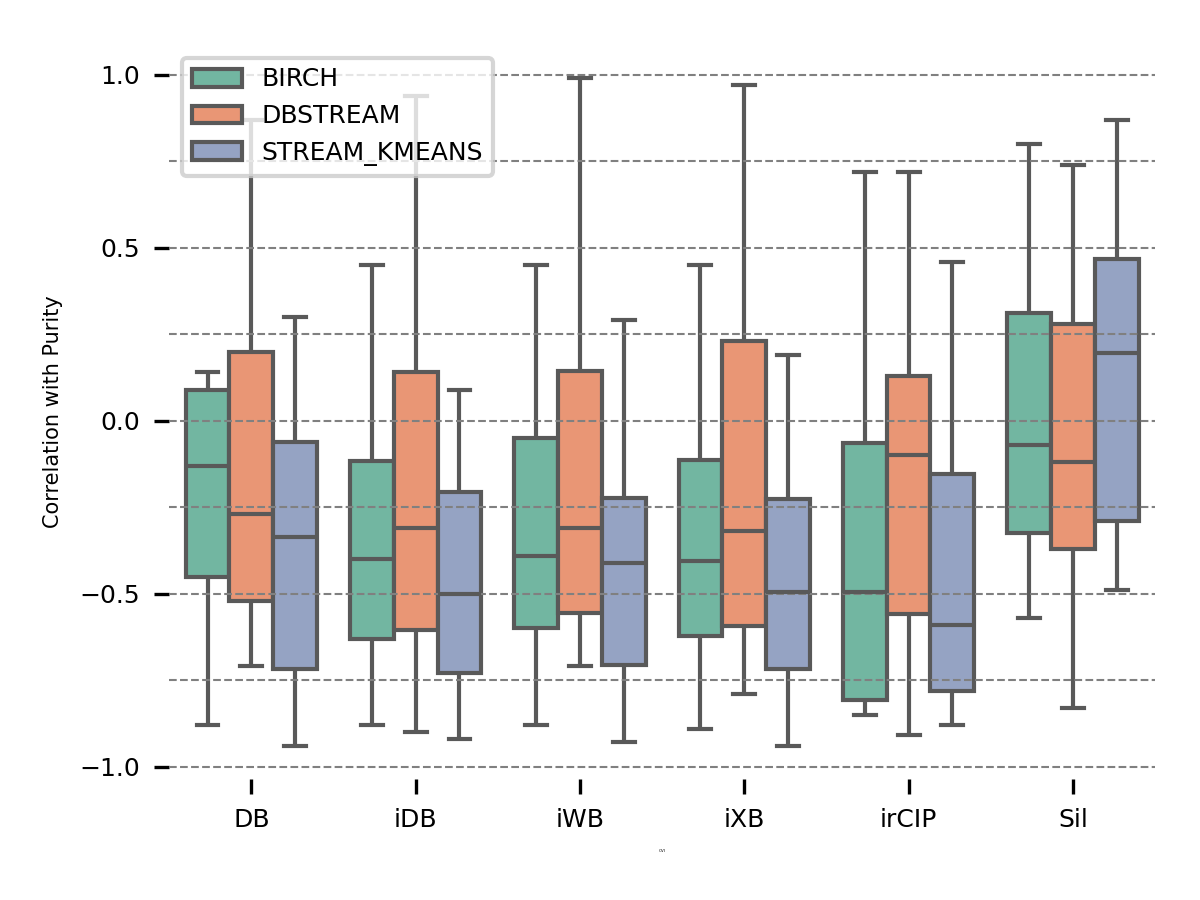 BIRCH
DBSTREAM
STREAM_KMEANS
1.0
0.5
0.0
−0.5
−1.0
Correlation with Purity
DB iDB iWB iXB irCIP Sil